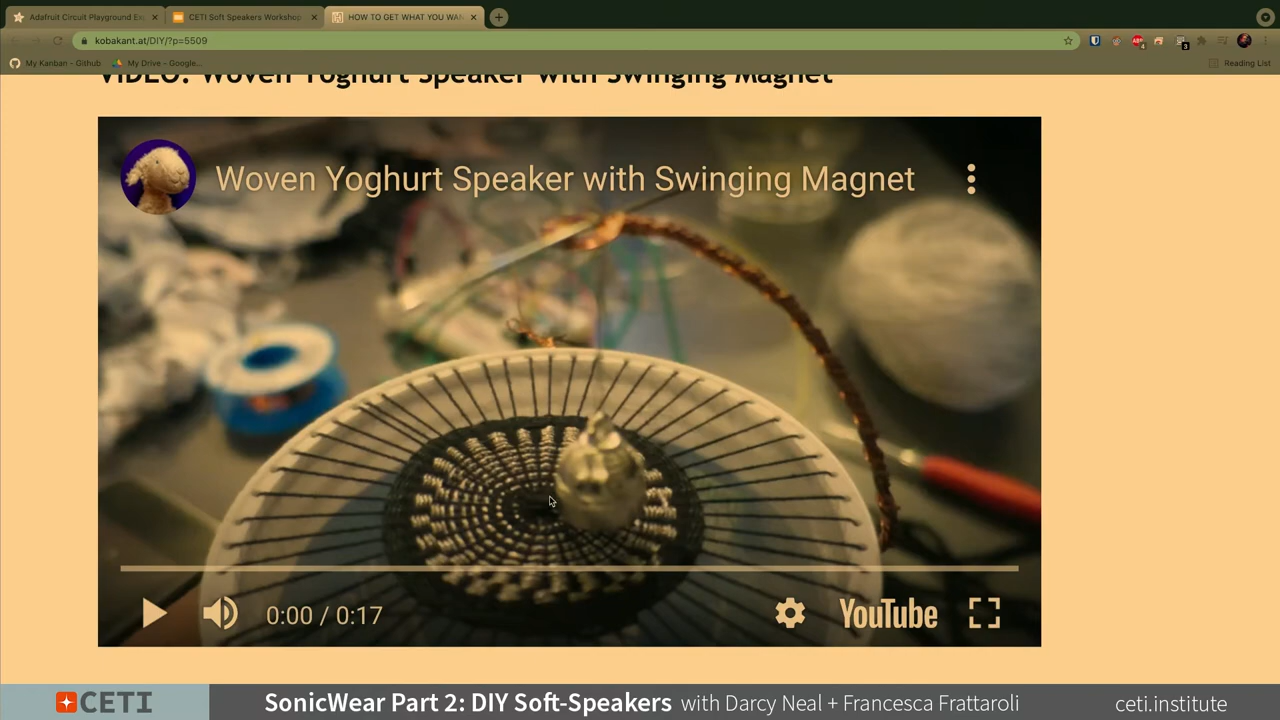 Adafruit Circuit Playground Ex
CETI Soft Speakers Workshop
HOW TO GET WHAT YOU WAN
kobakant.at/DIY/?p=5509
My Kanban - Github
My Drive - Google...
Reading List
VIDEO: Woven Yoghurt Speaker with Swinging Magnet
Woven Yoghurt Speaker with Swinging Magnet
0:00 / 0:17
YouTube
CETI
SonicWear Part 2: DIY Soft-Speakers with Darcy Neal + Francesca Frattaroli
ceti.institute